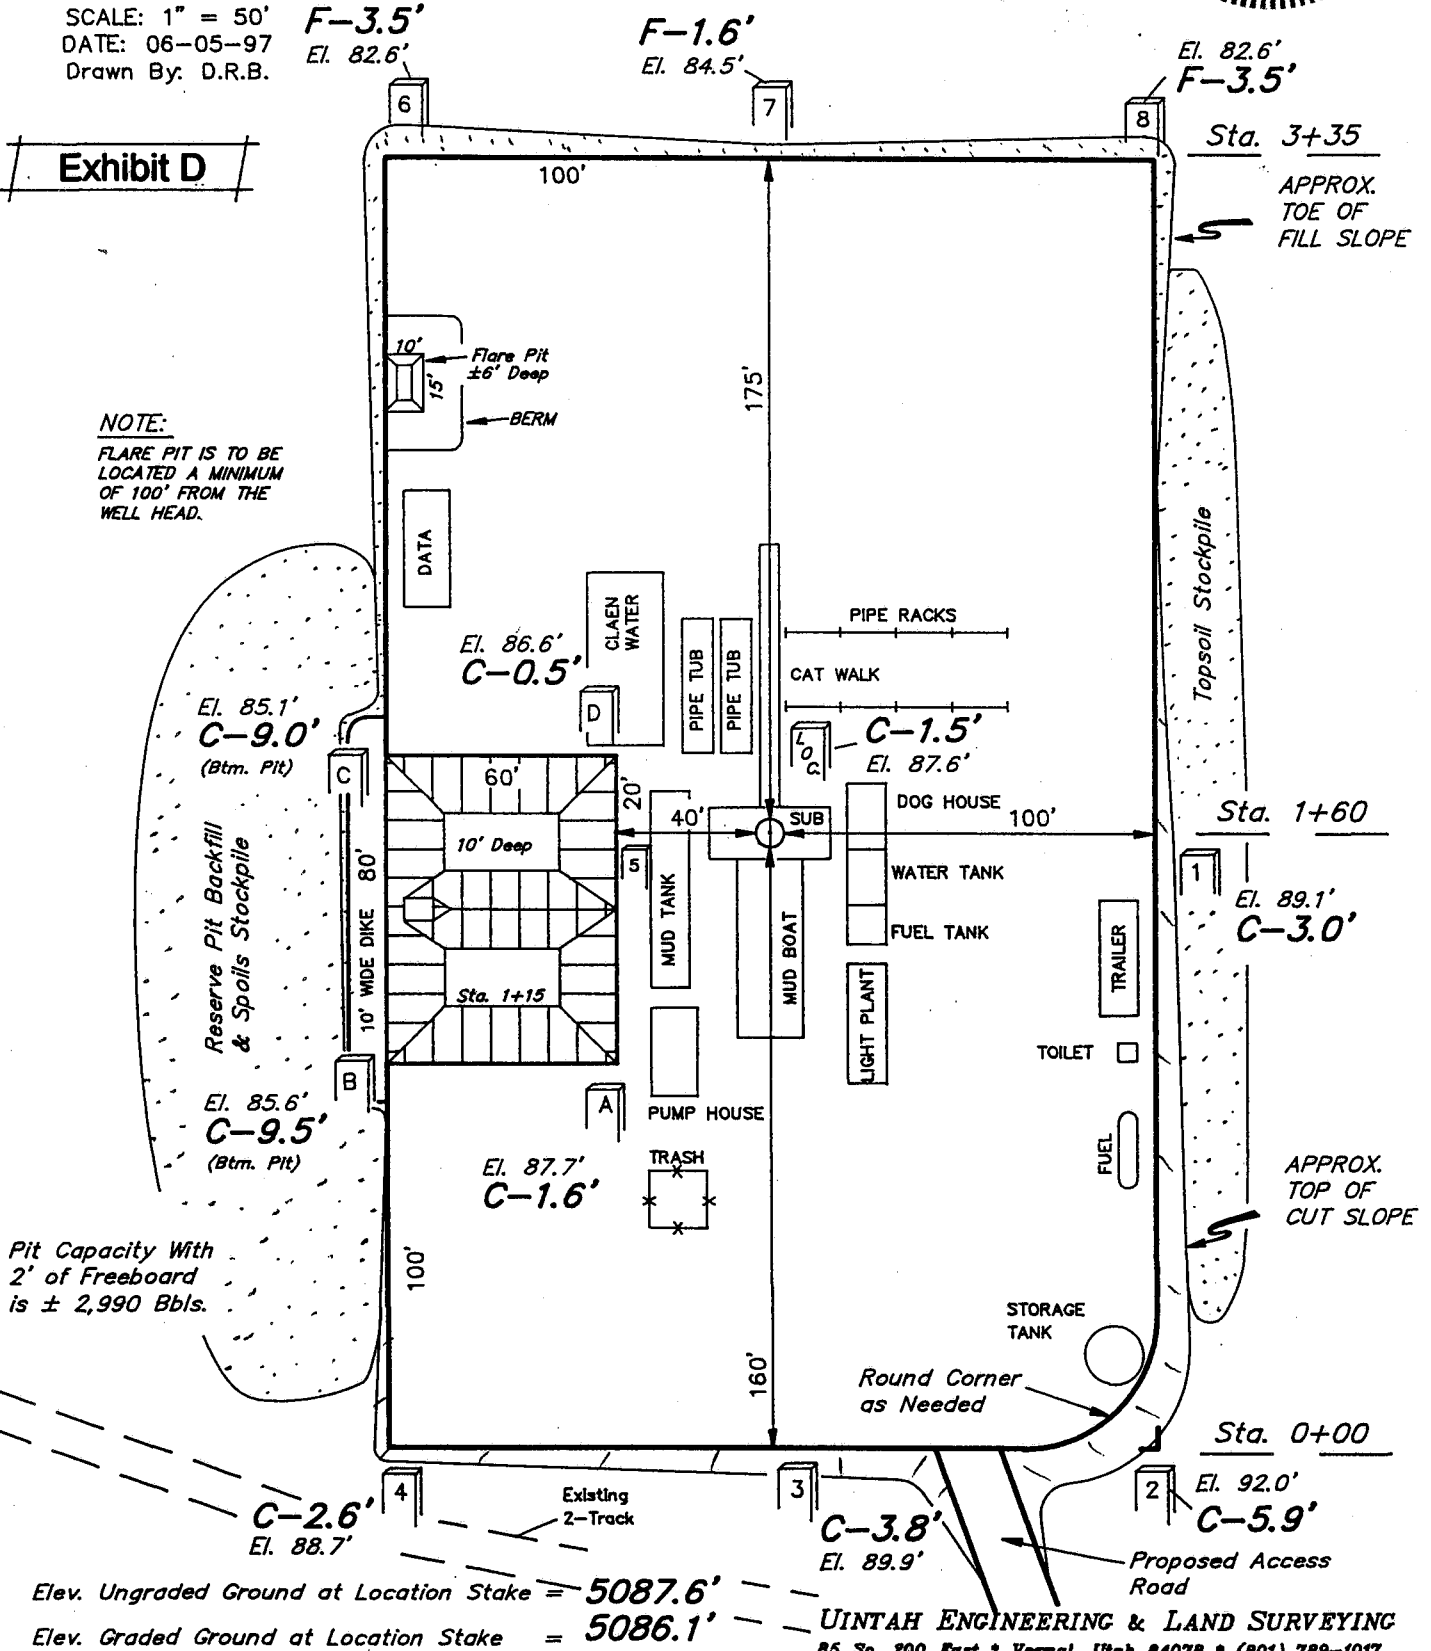 SCALE: 1" = 50'
DATE: 06-05-97
Drawn By: D.R.B.
F-3.5'
El. 82.6'
F-1.6'
El. 84.5'
El. 82.6'
F-3.5'
6
7
8
Sta. 3+35
Exhibit D
100'
APPROX.
TOE OF
FILL SLOPE
10'
15'
Flare Pit
±6' Deep
BERM
175'
NOTE:
FLARE PIT IS TO BE
LOCATED A MINIMUM
OF 100' FROM THE
WELL HEAD.
DATA
CLAEN
WATER
Topsoil Stockpile
PIPE RACKS
El. 86.6'
C-0.5'
PIPE TUB
PIPE TUB
CAT WALK
El. 85.1'
C-9.0'
(Btm. Pit)
D
LOC.
C-1.5'
El. 87.6'
C
60'
20'
DOG HOUSE
40'
SUB
100'
Sta. 1+60
10' Deep
80'
5
1
WATER TANK
El. 89.1'
C-3.0'
Reserve Pit Backfill
& Spoils Stockpile
10' WIDE DIKE
MUD TANK
MUD BOAT
FUEL TANK
TRAILER
Sta. 1+15
LIGHT PLANT
TOILET
B
A
El. 85.6'
C-9.5'
(Btm. Pit)
PUMP HOUSE
FUEL
El. 87.7'
C-1.6'
TRASH
APPROX.
TOP OF
CUT SLOPE
Pit Capacity With
2' of Freeboard
is ± 2,990 Bbls.
100'
160'
STORAGE
TANK
Round Corner
as Needed
Sta. 0+00
4
3
2
El. 92.0'
C-5.9'
C-2.6'
El. 88.7'
Existing
2-Track
C-3.8'
El. 89.9'
Proposed Access
Road
Elev. Ungraded Ground at Location Stake = 5087.6'
Elev. Graded Ground at Location Stake = 5086.1'
UINTAH ENGINEERING & LAND SURVEYING
85 So. 200 East * Vernal, Utah 84078 * (801) 789-1017